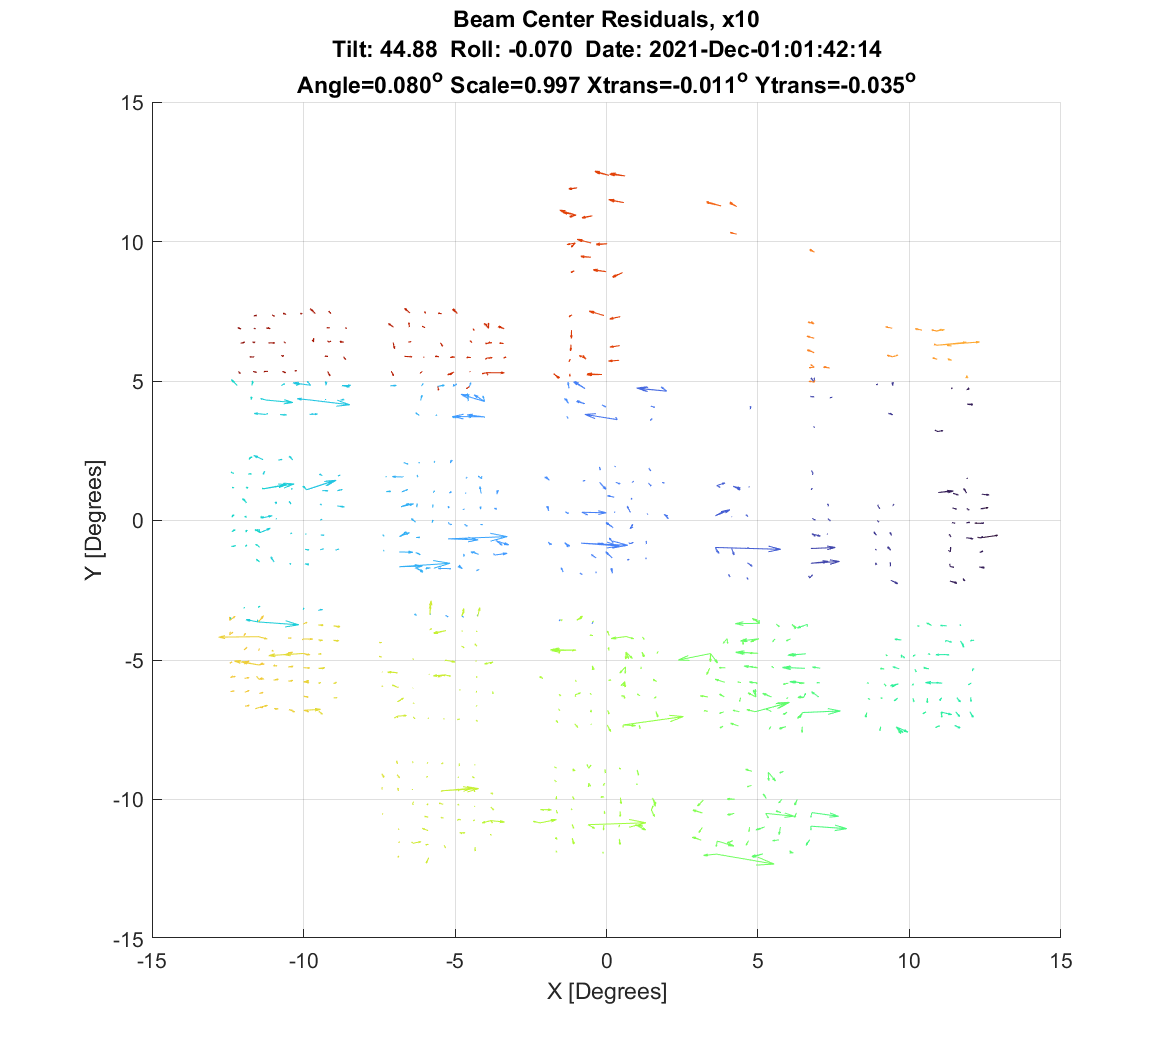 Beam Center Residuals, x10
Tilt: 44.88  Roll: -0.070  Date: 2021-Dec-01:01:42:14
Angle=0.080° Scale=0.997 Xtrans=-0.011° Ytrans=-0.035°
15
10
5
0
-5
-10
-15
Y [Degrees]
-15 -10 -5 0 5 10 15
X [Degrees]